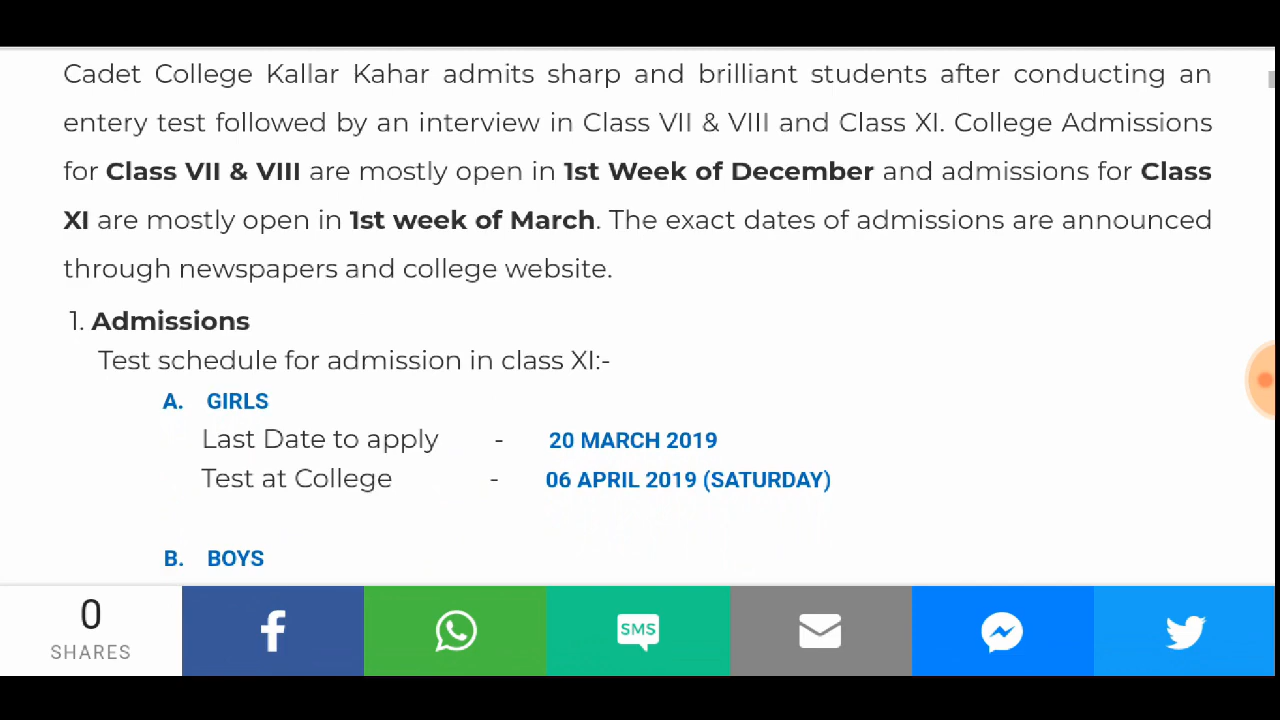 Cadet College Kallar Kahar admits sharp and brilliant students after conducting an
entery test followed by an interview in Class VII & VIII and Class XI. College Admissions
for Class VII & VIII are mostly open in 1st Week of December and admissions for Class
XI are mostly open in 1st week of March. The exact dates of admissions are announced
through newspapers and college website.
1. Admissions
Test schedule for admission in class XI:-
A. GIRLS
Last Date to apply - 20 MARCH 2019
Test at College - 06 APRIL 2019 (SATURDAY)
B. BOYS
0
SHARES
SMS